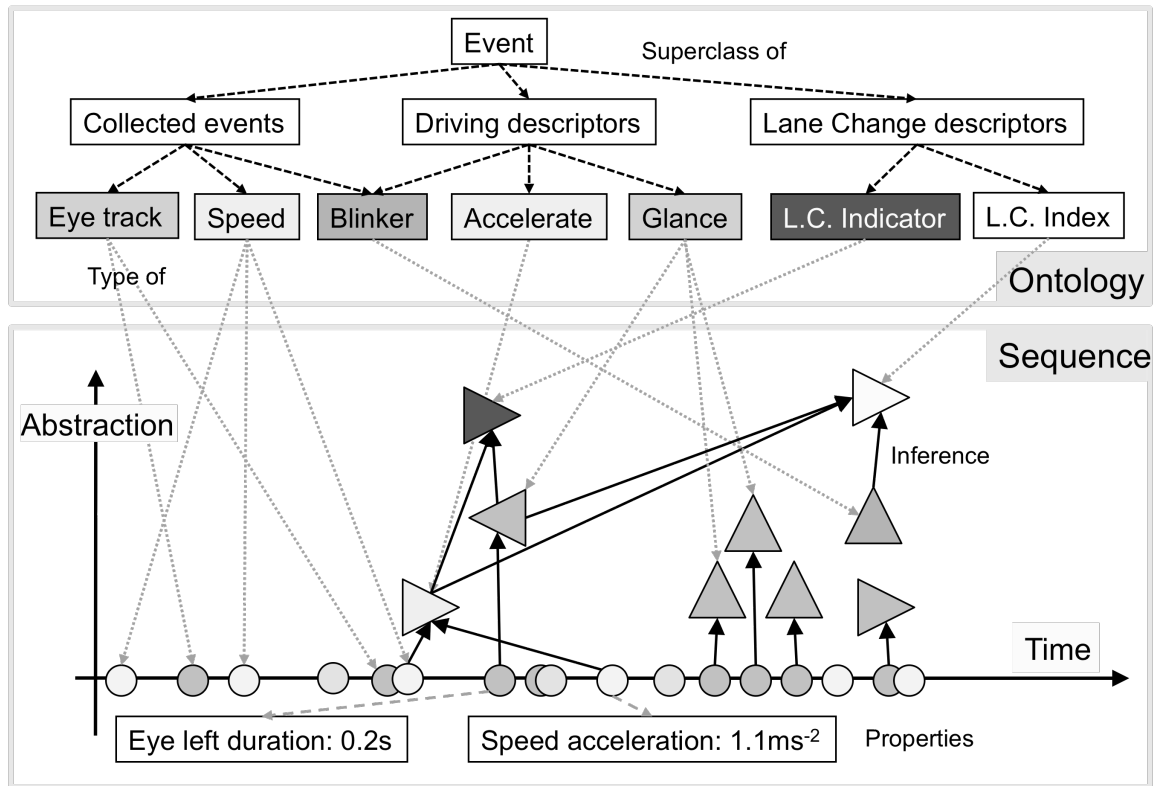 Event
Superclass of
Collected events
Driving descriptors
Lane Change descriptors
Eye track
Speed
Blinker
Accelerate
Glance
L.C. Indicator
L.C. Index
Type of
Ontology
Sequence
Abstraction
Inference
Time
Eye left duration: 0.2s
Speed acceleration: 1.1ms-2
Properties